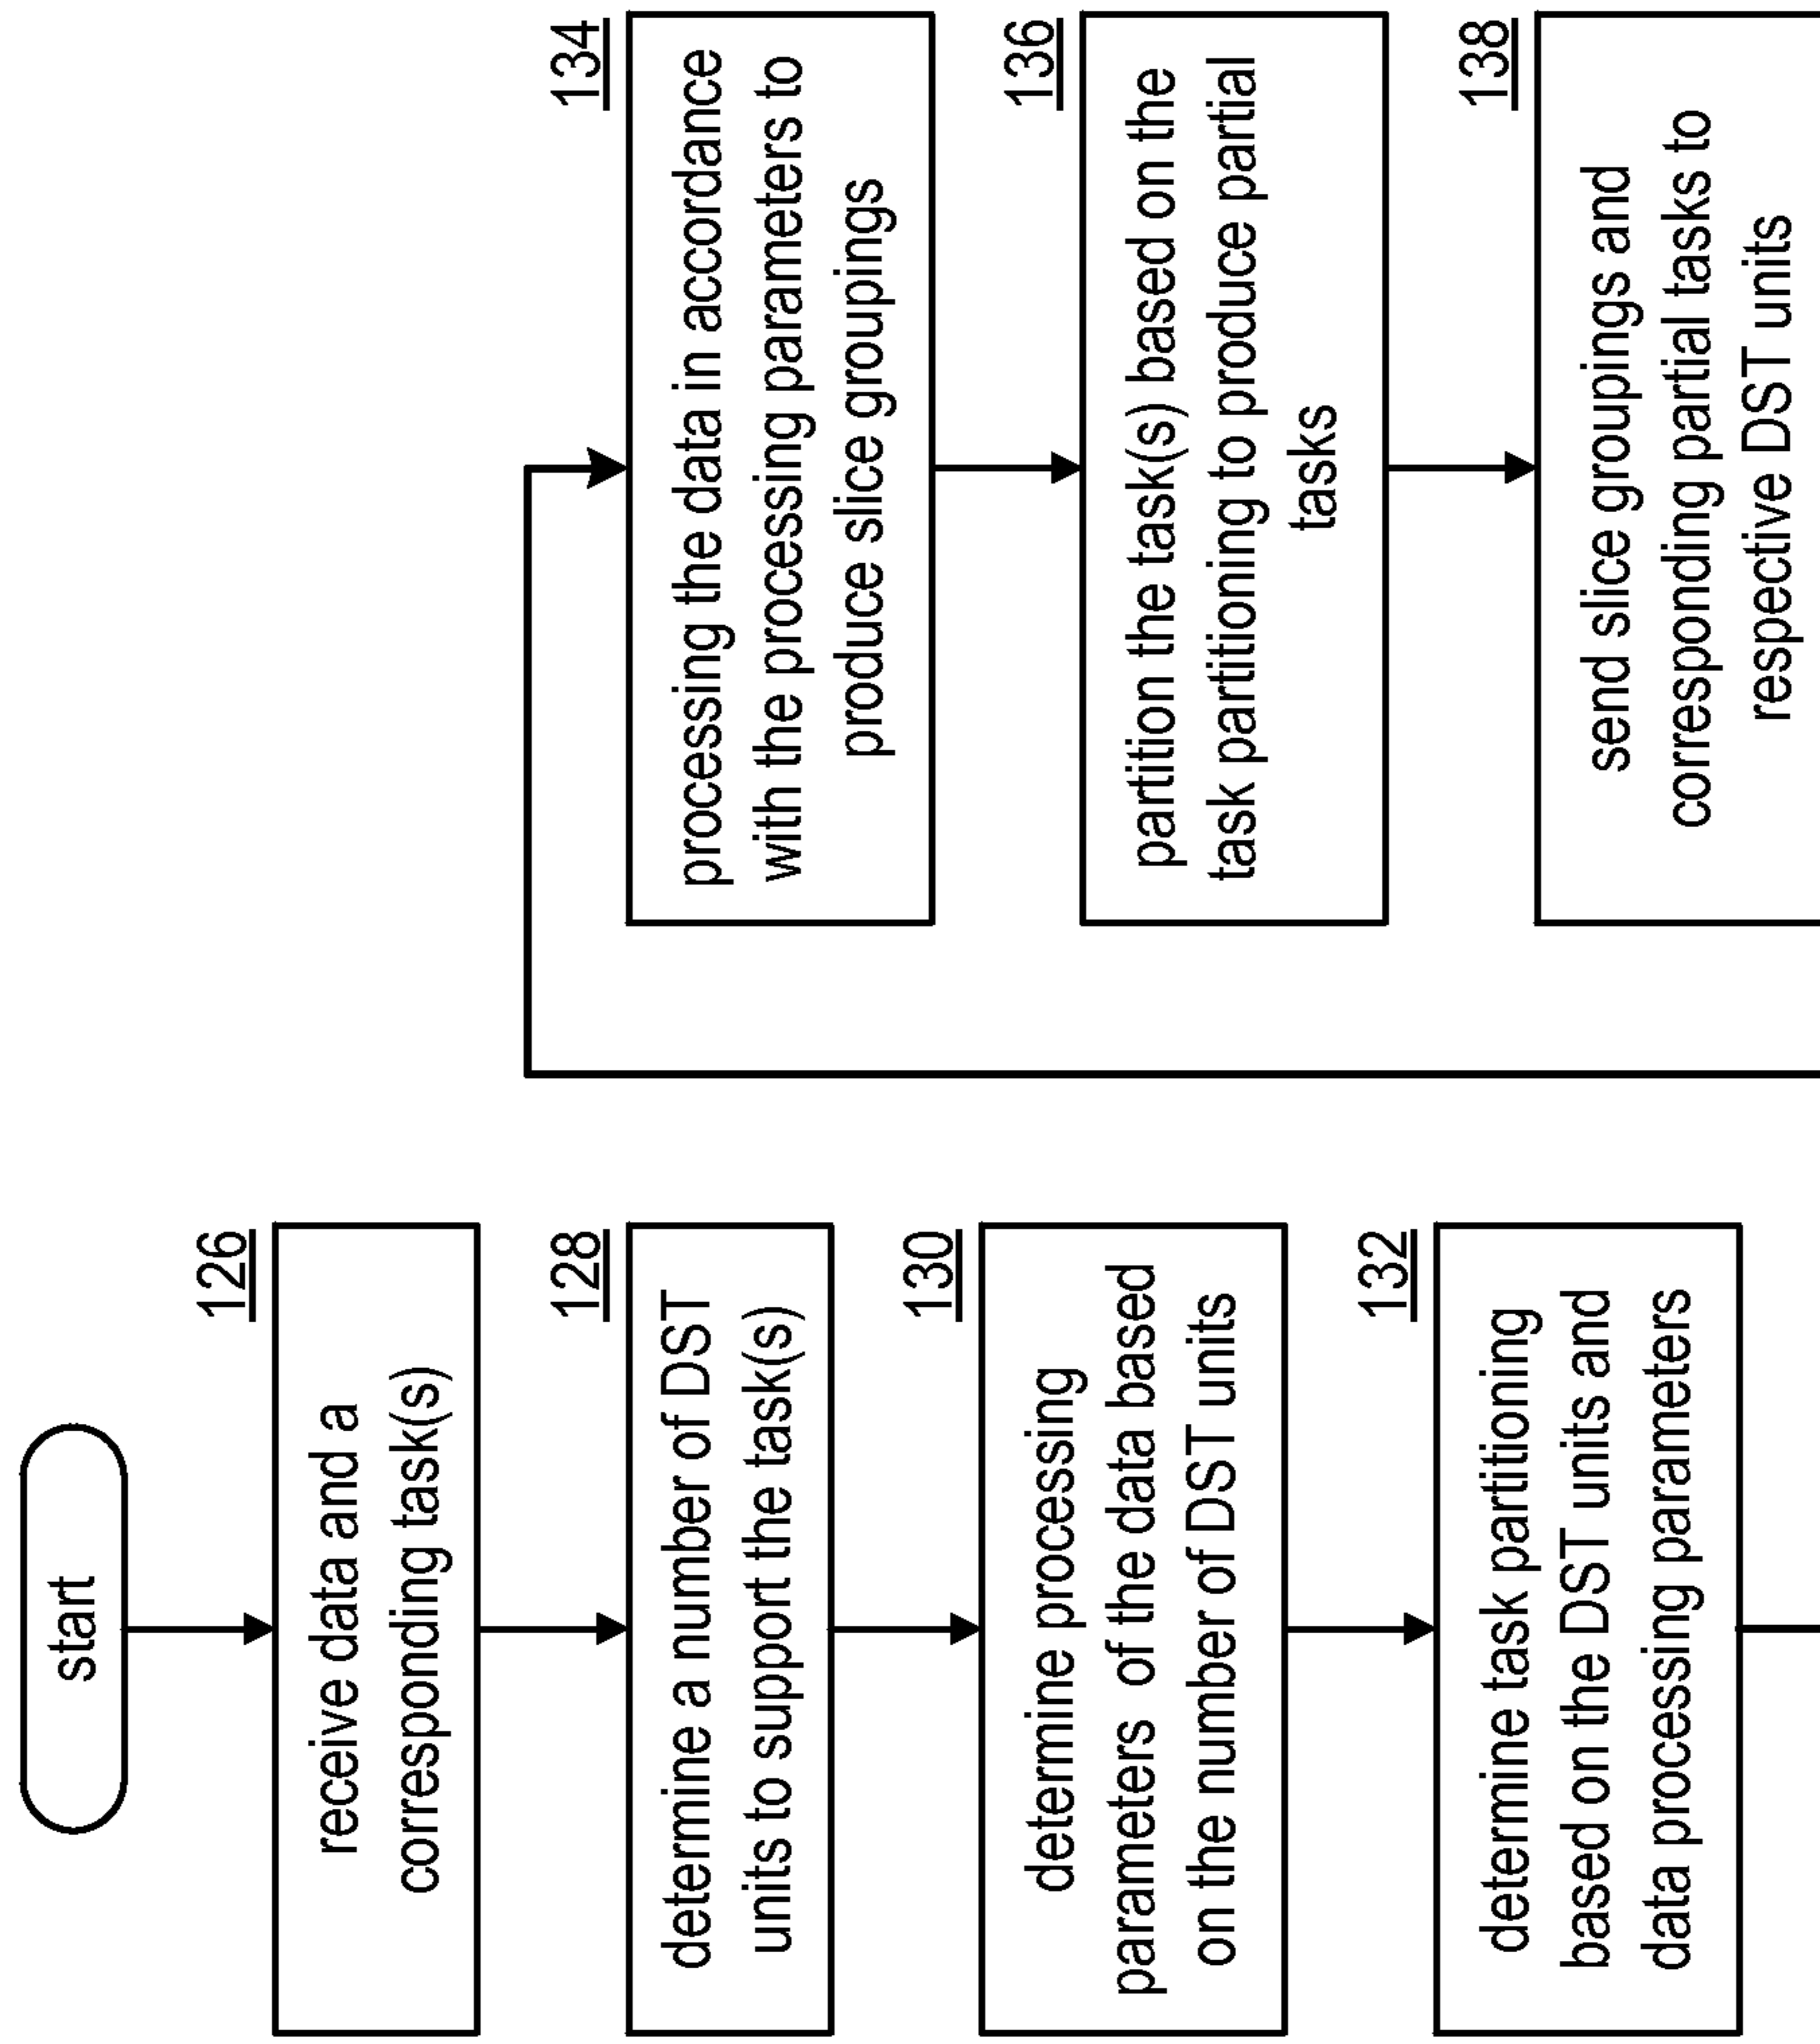 start
126
receive data and a
corresponding task(s)
128
determine a number of DST
units to support the task(s)
130
determine processing
parameters of the data based
on the number of DST units
132
determine task partitioning
based on the DST units and
data processing parameters
134
processing the data in accordance
with the processing parameters to
produce slice groupings
136
partition the task(s) based on the
task partitioning to produce partial
tasks
138
send slice groupings and
corresponding partial tasks to
respective DST units